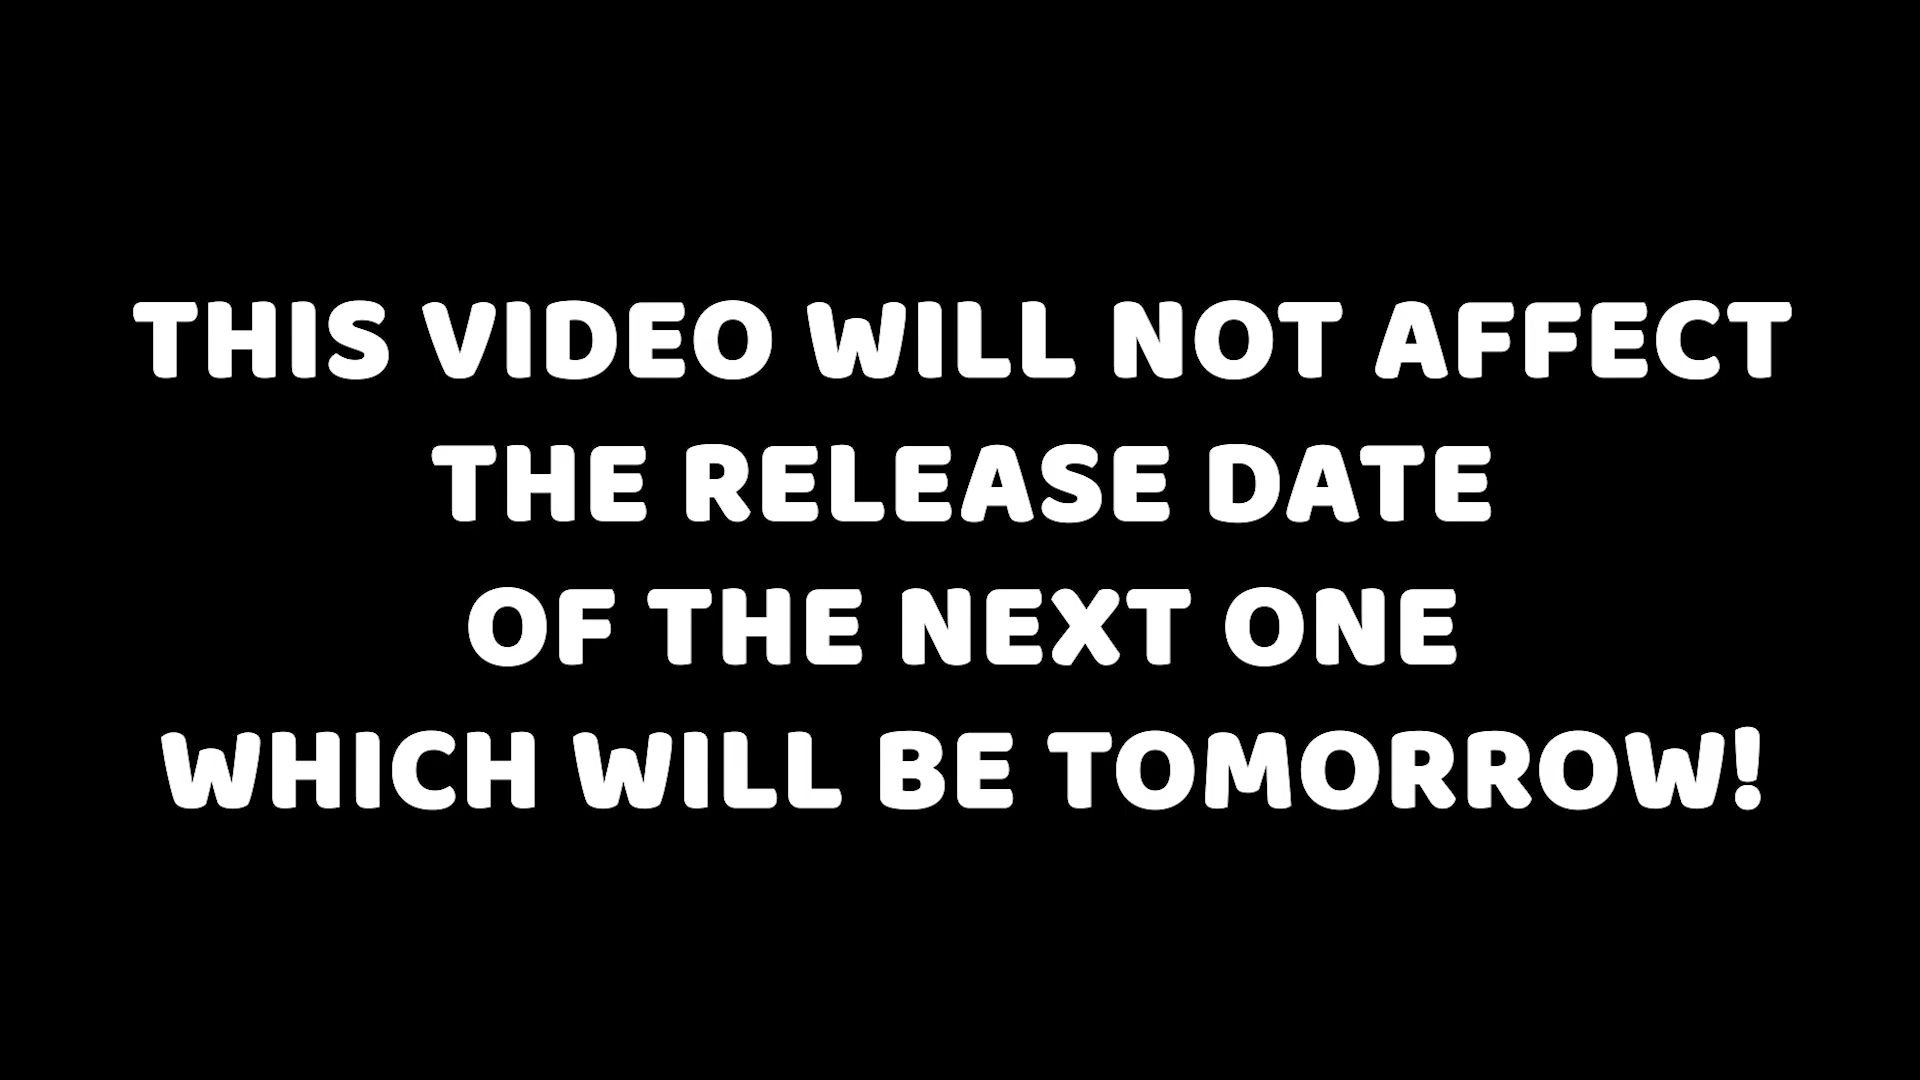 THIS VIDEO WILL NOT AFFECT
THE RELEASE DATE
OF THE NEXT ONE
WHICH WILL BE TOMORROW!